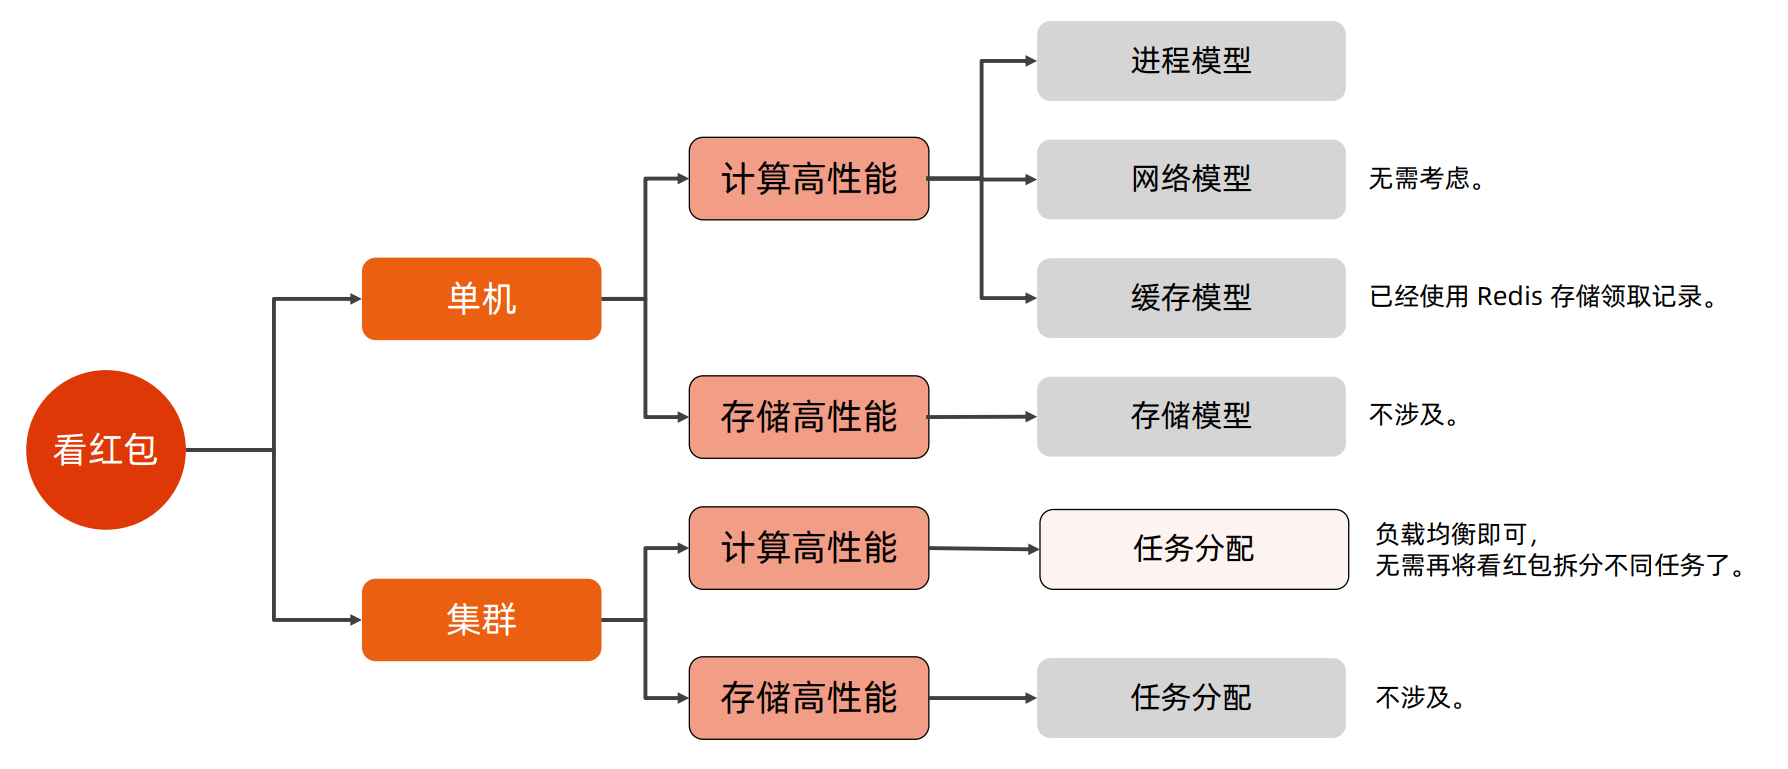 看红包
单机
计算高性能
进程模型
网络模型
无需考虑。
缓存模型
已经使用 Redis 存储领取记录。
存储高性能
存储模型
不涉及。
集群
计算高性能
任务分配
负载均衡即可，
无需再将看红包拆分不同任务了。
存储高性能
任务分配
不涉及。